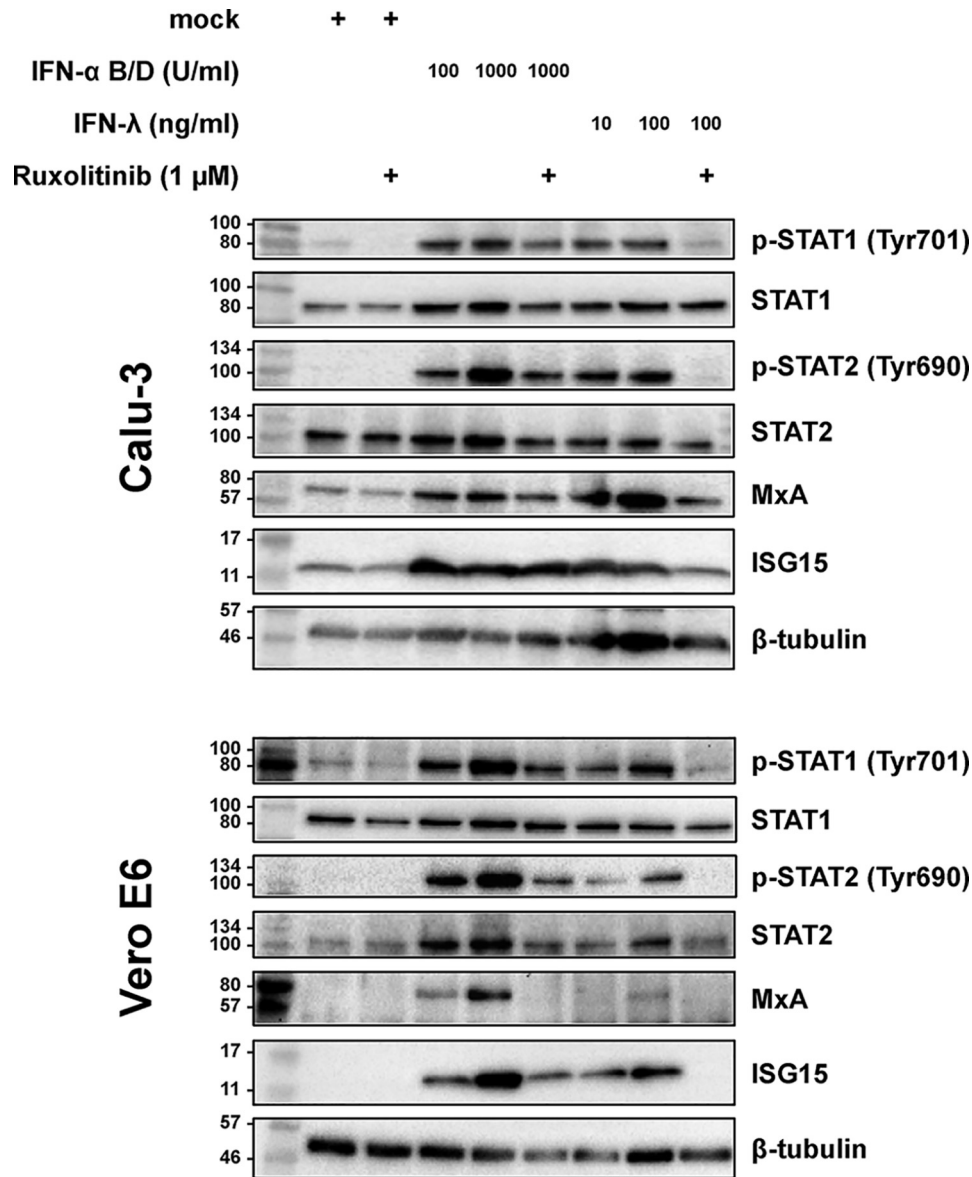 mock + +
IFN-α B/D (U/ml) 100 1000 1000
IFN-λ (ng/ml) 10 100 100
Ruxolitinib (1 µM) + + +
Calu-3
100
80
p-STAT1 (Tyr701)
100
80
STAT1
134
100
p-STAT2 (Tyr690)
134
100
STAT2
80
57
MxA
17
11
ISG15
57
46
β-tubulin
Vero E6
100
80
p-STAT1 (Tyr701)
100
80
STAT1
134
100
p-STAT2 (Tyr690)
134
100
STAT2
80
57
MxA
17
11
ISG15
57
46
β-tubulin